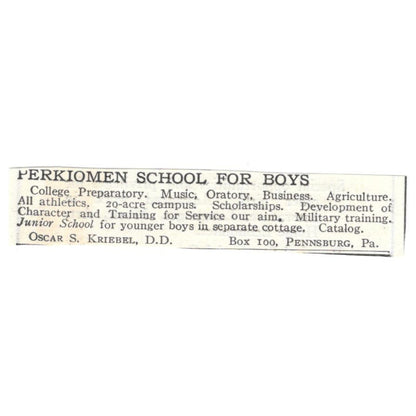 PERKIOMEN SCHOOL FOR BOYS
College Preparatory. Music, Oratory, Business. Agriculture.
All athletics. 20-acre campus. Scholarships. Development of
Character and Training for Service our aim. Military training.
Junior School for younger boys in separate cottage. Catalog.
OSCAR S. KRIEBEL, D.D. BOX 100, PENNSBURG, PA.